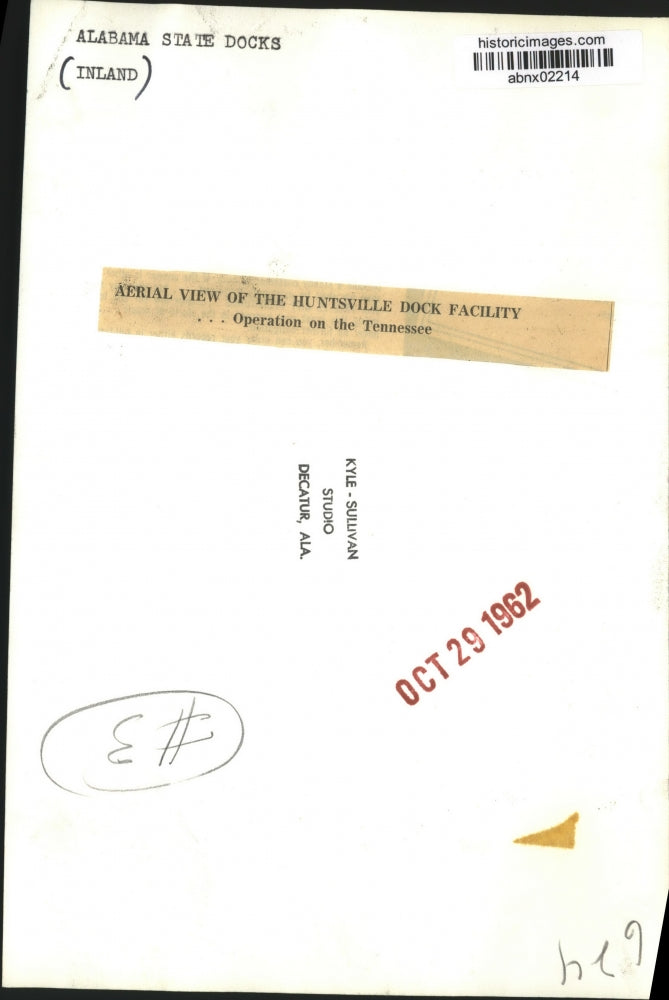 ALABAMA STATE DOCKS
(INLAND)
historicimages.com
abnx02214
AERIAL VIEW OF THE HUNTSVILLE DOCK FACILITY
. . . Operation on the Tennessee
KYLE - SULLIVAN
STUDIO
DECATUR, ALA.
OCT 29 1962
#3